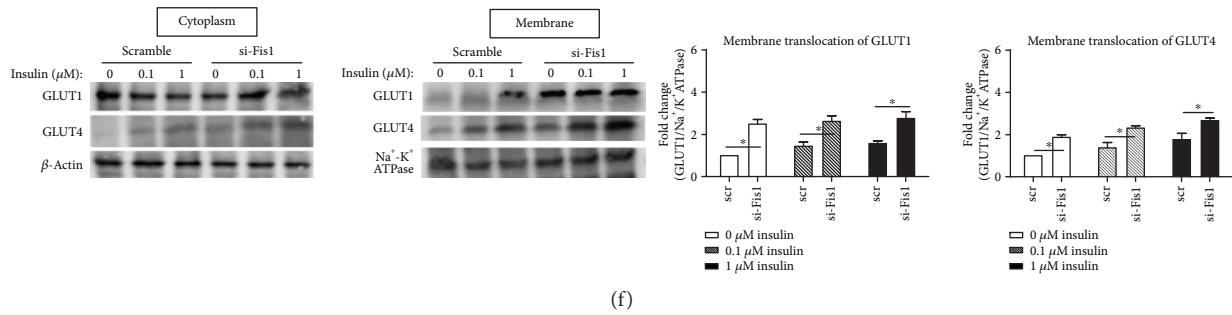 Cytoplasm
Scramble si-Fis1
Insulin (μM): 0 0.1 1 0 0.1 1
GLUT1
GLUT4
β-Actin
Membrane
Scramble si-Fis1
Insulin (μM): 0 0.1 1 0 0.1 1
GLUT1
GLUT4
Na⁺-K⁺
ATPase
Membrane translocation of GLUT1
Fold change
(GLUT1/Na⁺/K⁺ATPase)
6
4
2
0
* * *
scr si-Fis1 scr si-Fis1 scr si-Fis1
0 μM insulin
0.1 μM insulin
1 μM insulin
Membrane translocation of GLUT4
Fold change
(GLUT1/Na⁺/K⁺ATPase)
6
4
2
0
* * *
scr si-Fis1 scr si-Fis1 scr si-Fis1
0 μM insulin
0.1 μM insulin
1 μM insulin
(f)